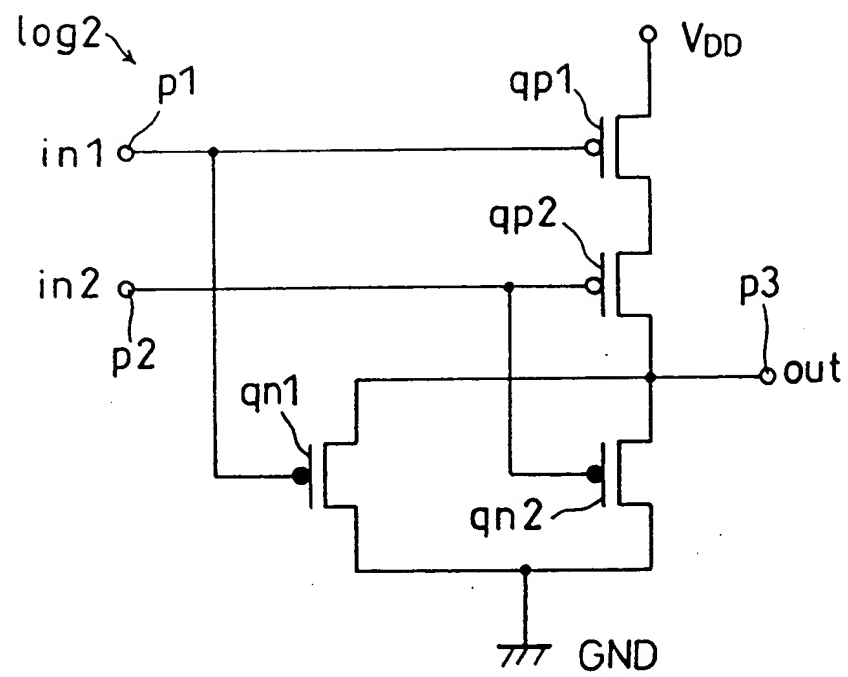 log2
VDD
p1
qp1
in1
qp2
in2
p3
p2
out
qn1
qn2
GND